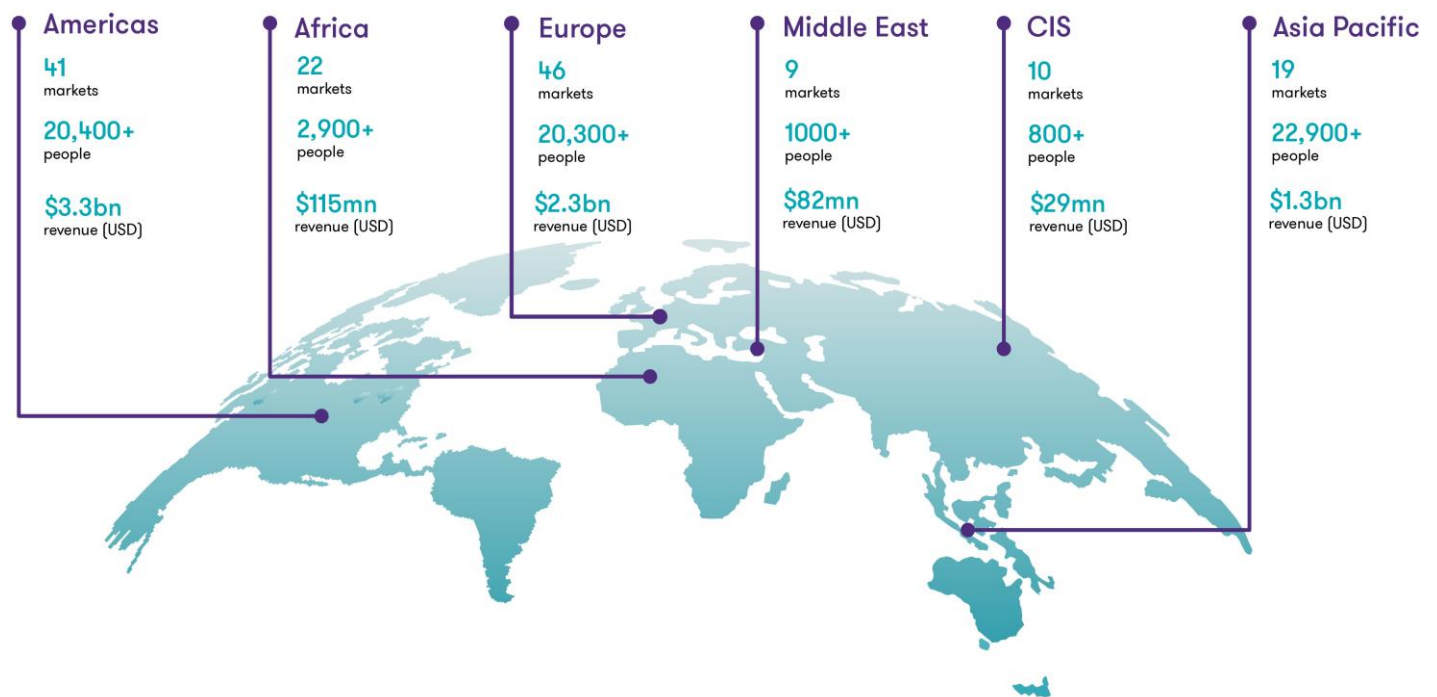 Americas
41
markets
20,400+
people
$3.3bn
revenue (USD)
Africa
22
markets
2,900+
people
$115mn
revenue (USD)
Europe
46
markets
20,300+
people
$2.3bn
revenue (USD)
Middle East
9
markets
1000+
people
$82mn
revenue (USD)
CIS
10
markets
800+
people
$29mn
revenue (USD)
Asia Pacific
19
markets
22,900+
people
$1.3bn
revenue (USD)